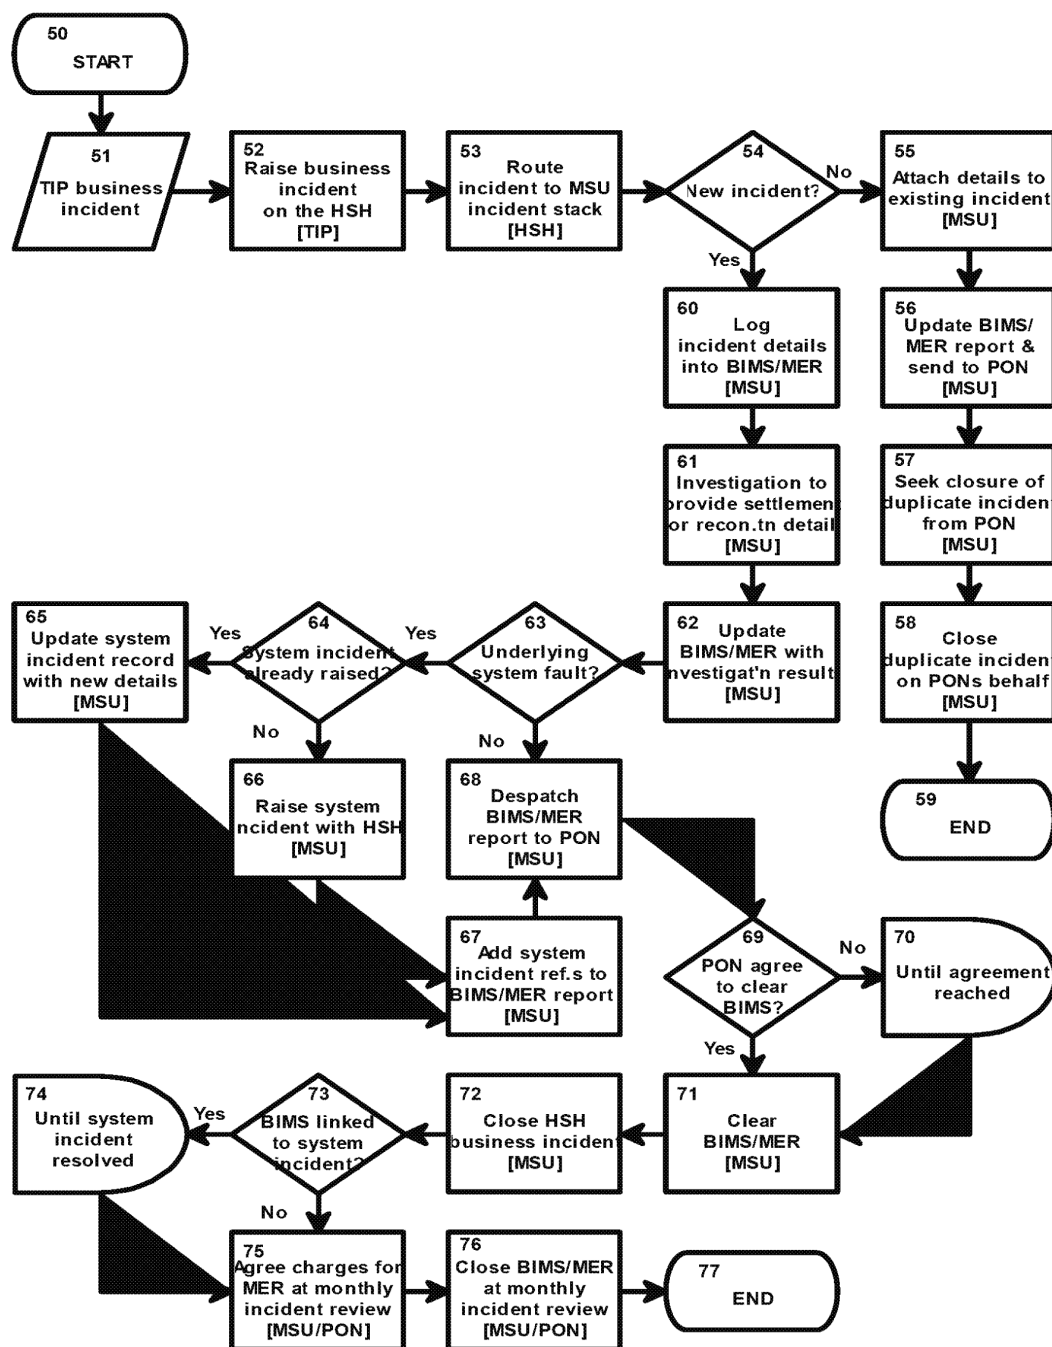 50
START
51
TIP business
incident
52
Raise business
incident
on the HSH
[TIP]
53
Route
incident to MSU
incident stack
[HSH]
54
New incident?
No
Yes
55
Attach details to
existing incident
[MSU]
60
Log
incident details
into BIMS/MER
[MSU]
56
Update BIMS/
MER report &
send to PON
[MSU]
61
Investigation to
provide settlement
or recon.tn detail
[MSU]
57
Seek closure of
duplicate incident
from PON
[MSU]
65
Update system
incident record
with new details
[MSU]
Yes
64
System incident
already raised?
No
Yes
63
Underlying
system fault?
No
62
Update
BIMS/MER with
investigat'n result
[MSU]
58
Close
duplicate incident
on PONs behalf
[MSU]
66
Raise system
incident with HSH
[MSU]
68
Despatch
BIMS/MER
report to PON
[MSU]
59
END
67
Add system
incident ref.s to
BIMS/MER report
[MSU]
69
PON agree
to clear
BIMS?
No
Yes
70
Until agreement
reached
74
Until system
incident
resolved
Yes
73
BIMS linked
to system
incident?
No
72
Close HSH
business incident
[MSU]
71
Clear
BIMS/MER
[MSU]
75
Agree charges for
MER at monthly
incident review
[MSU/PON]
76
Close BIMS/MER
at monthly
incident review
[MSU/PON]
77
END